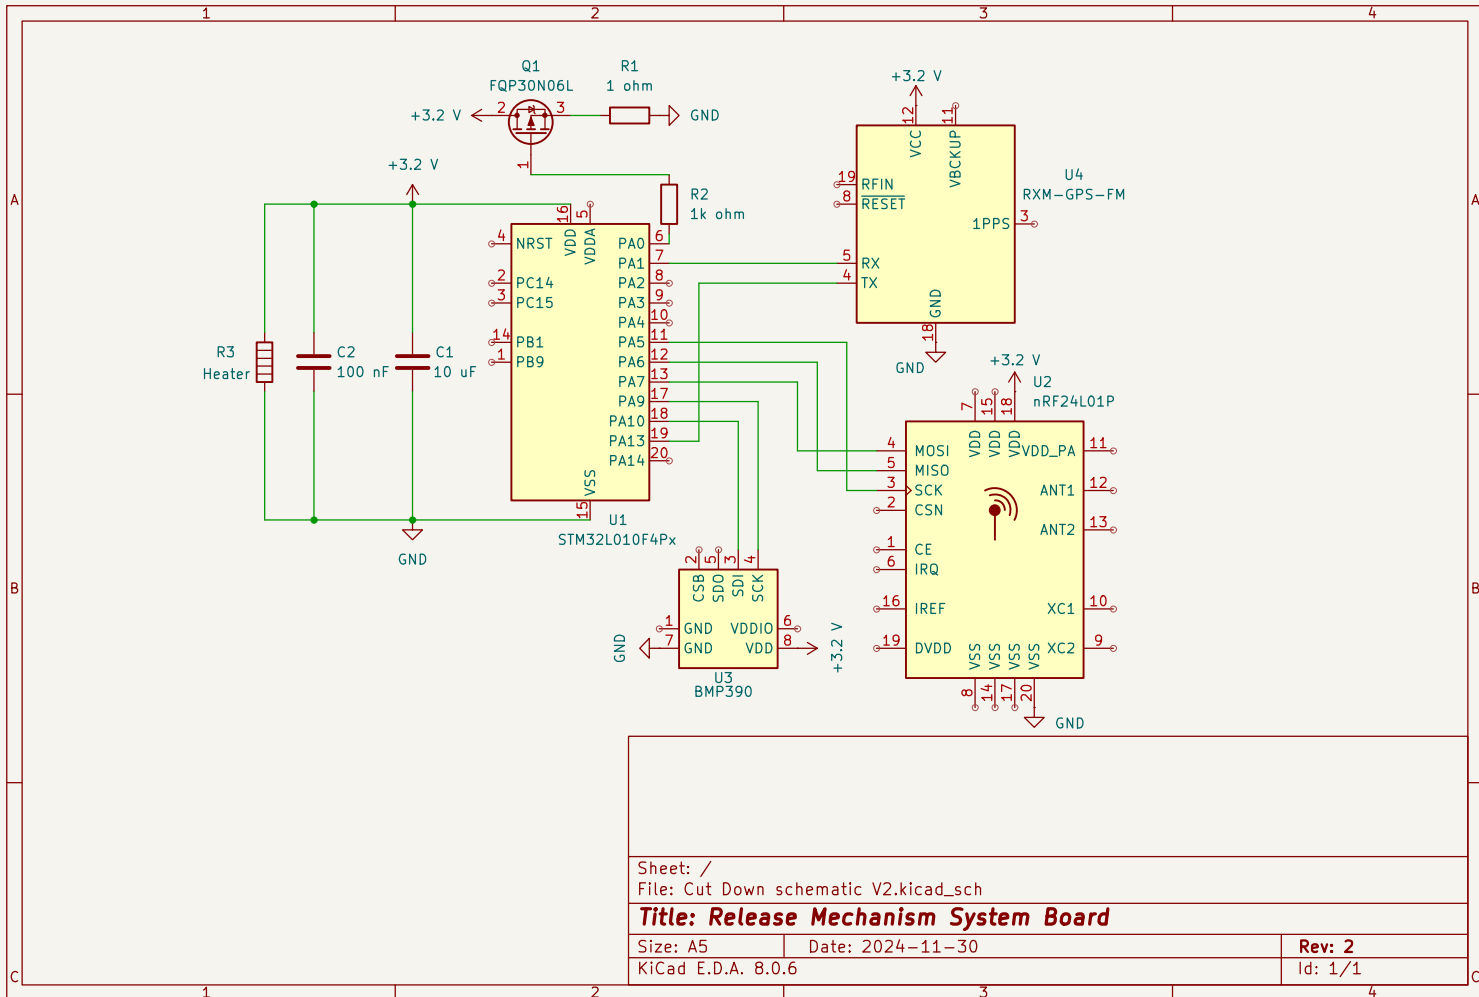 1 2 3 4
Q1
FQP30N06L
R1
1 ohm
+3.2 V
2
3
GND
1
+3.2 V
R2
1k ohm
+3.2 V
12
11
VCC
VBCKUP
U4
RXM-GPS-FM
19 RFIN
8 RESET
1PPS 3
5 RX
4 TX
GND
18
GND
A
A
16
5
VDD
VDDA
4 NRST
2 PC14
3 PC15
14 PB1
1 PB9
PA0 6
PA1 7
PA2 8
PA3 9
PA4 10
PA5 11
PA6 12
PA7 13
PA9 17
PA10 18
PA13 19
PA14 20
VSS
15
U1
STM32L010F4Px
R3
Heater
C2
100 nF
C1
10 uF
GND
+3.2 V
U2
nRF24L01P
7
15
18
VDD
VDD
VDD
VDD_PA 11
4 MOSI
5 MISO
3 SCK
2 CSN
1 CE
6 IRQ
16 IREF
19 DVDD
ANT1 12
ANT2 13
XC1 10
XC2 9
VSS
VSS
VSS
VSS
8
14
17
20
GND
B
B
2
5
3
4
CSB
SDO
SDI
SCK
1 GND
7 GND
VDDIO 6
VDD 8
GND
+3.2 V
U3
BMP390
Sheet: /
File: Cut Down schematic V2.kicad_sch
Title: Release Mechanism System Board
Size: A5
Date: 2024-11-30
Rev: 2
KiCad E.D.A. 8.0.6
Id: 1/1
C
C
1 2 3 4